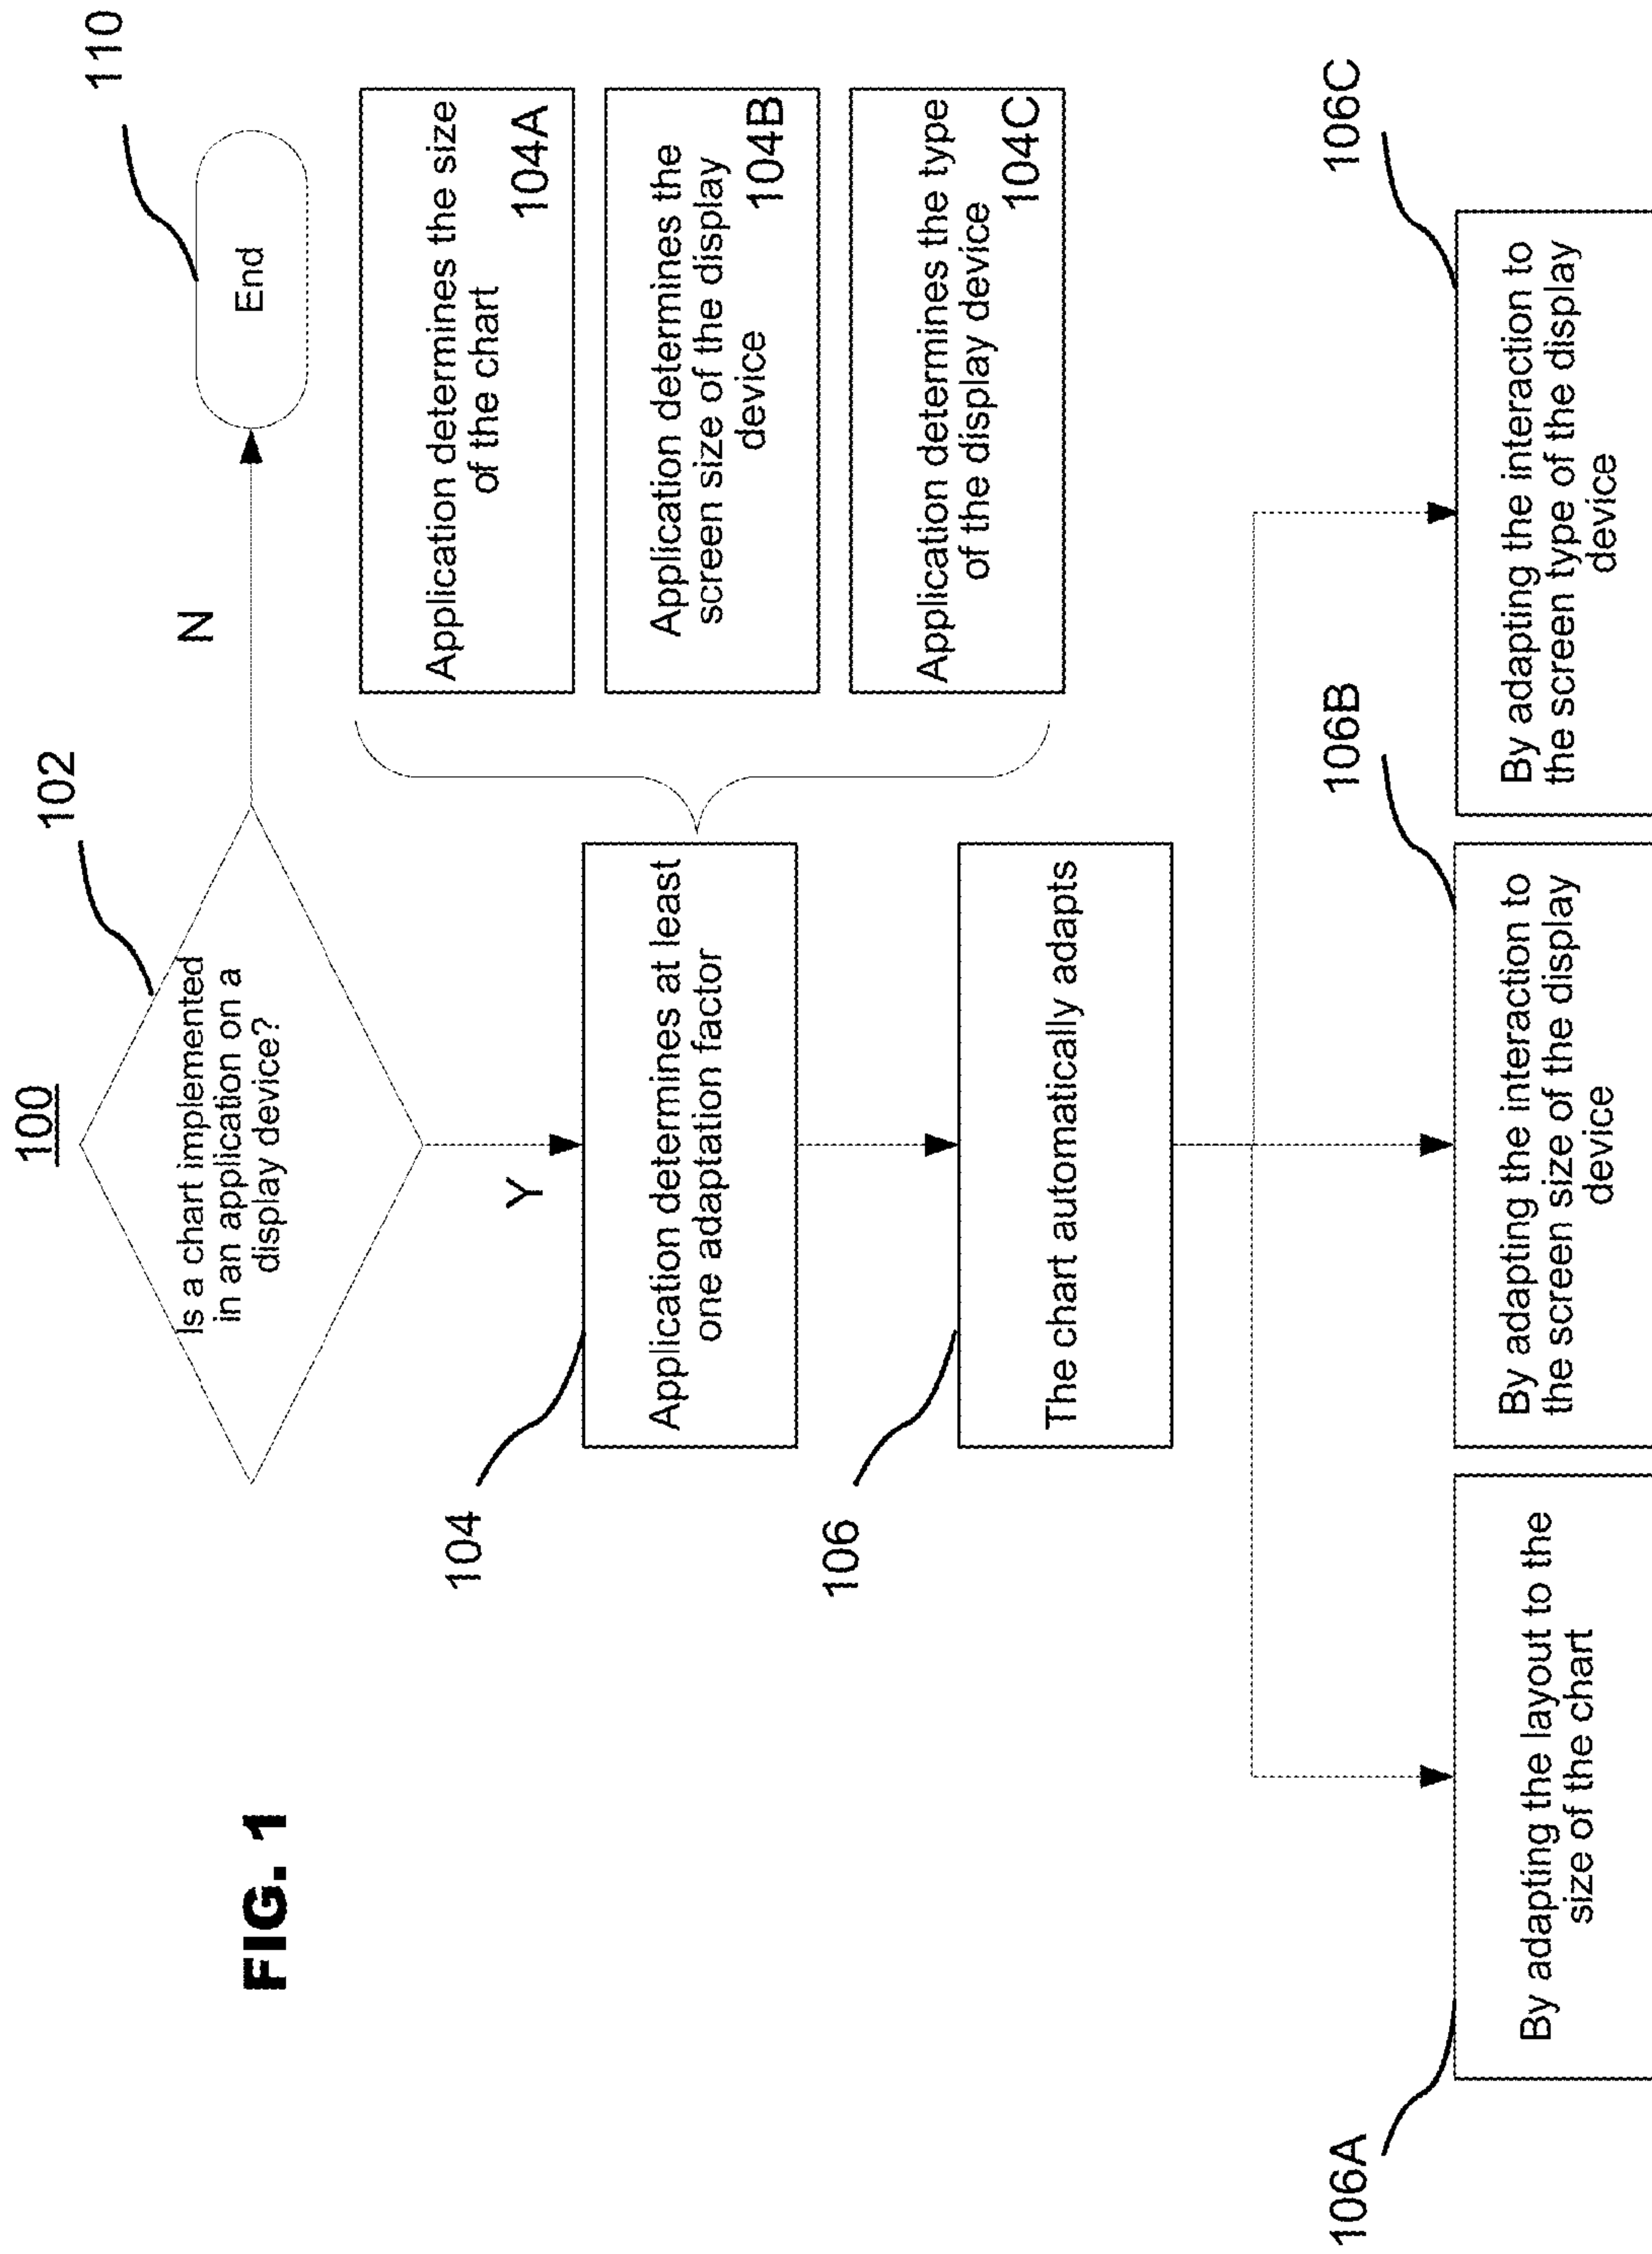 FIG. 1
100
102
110
Is a chart implemented
in an application on a
display device?
N
End
Y
104
Application determines at least
one adaptation factor
Application determines the size
of the chart
104A
Application determines the
screen size of the display
device
104B
Application determines the type
of the display device
104C
106
The chart automatically adapts
106A
By adapting the layout to the
size of the chart
106B
By adapting the interaction to
the screen size of the display
device
106C
By adapting the interaction to
the screen type of the display
device